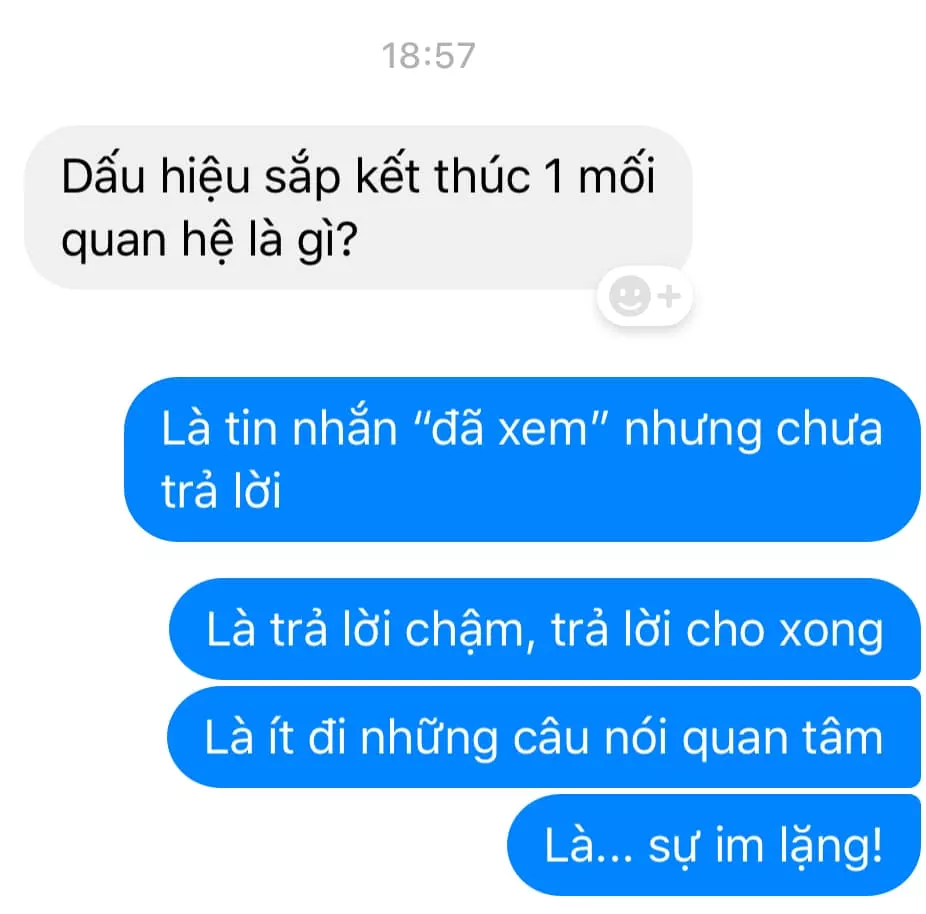 18:57
Dấu hiệu sắp kết thúc 1 mối
quan hệ là gì?
Là tin nhắn “đã xem” nhưng chưa
trả lời
Là trả lời chậm, trả lời cho xong
Là ít đi những câu nói quan tâm
Là... sự im lặng!